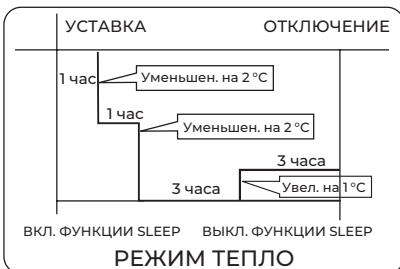 УСТАВКА ОТКЛЮЧЕНИЕ
1 час Уменьшен. на 2 °C
1 час Уменьшен. на 2 °C
3 часа
3 часа Увел. на 1 °C
ВКЛ. ФУНКЦИИ SLEEP ВЫКЛ. ФУНКЦИИ SLEEP
РЕЖИМ ТЕПЛО